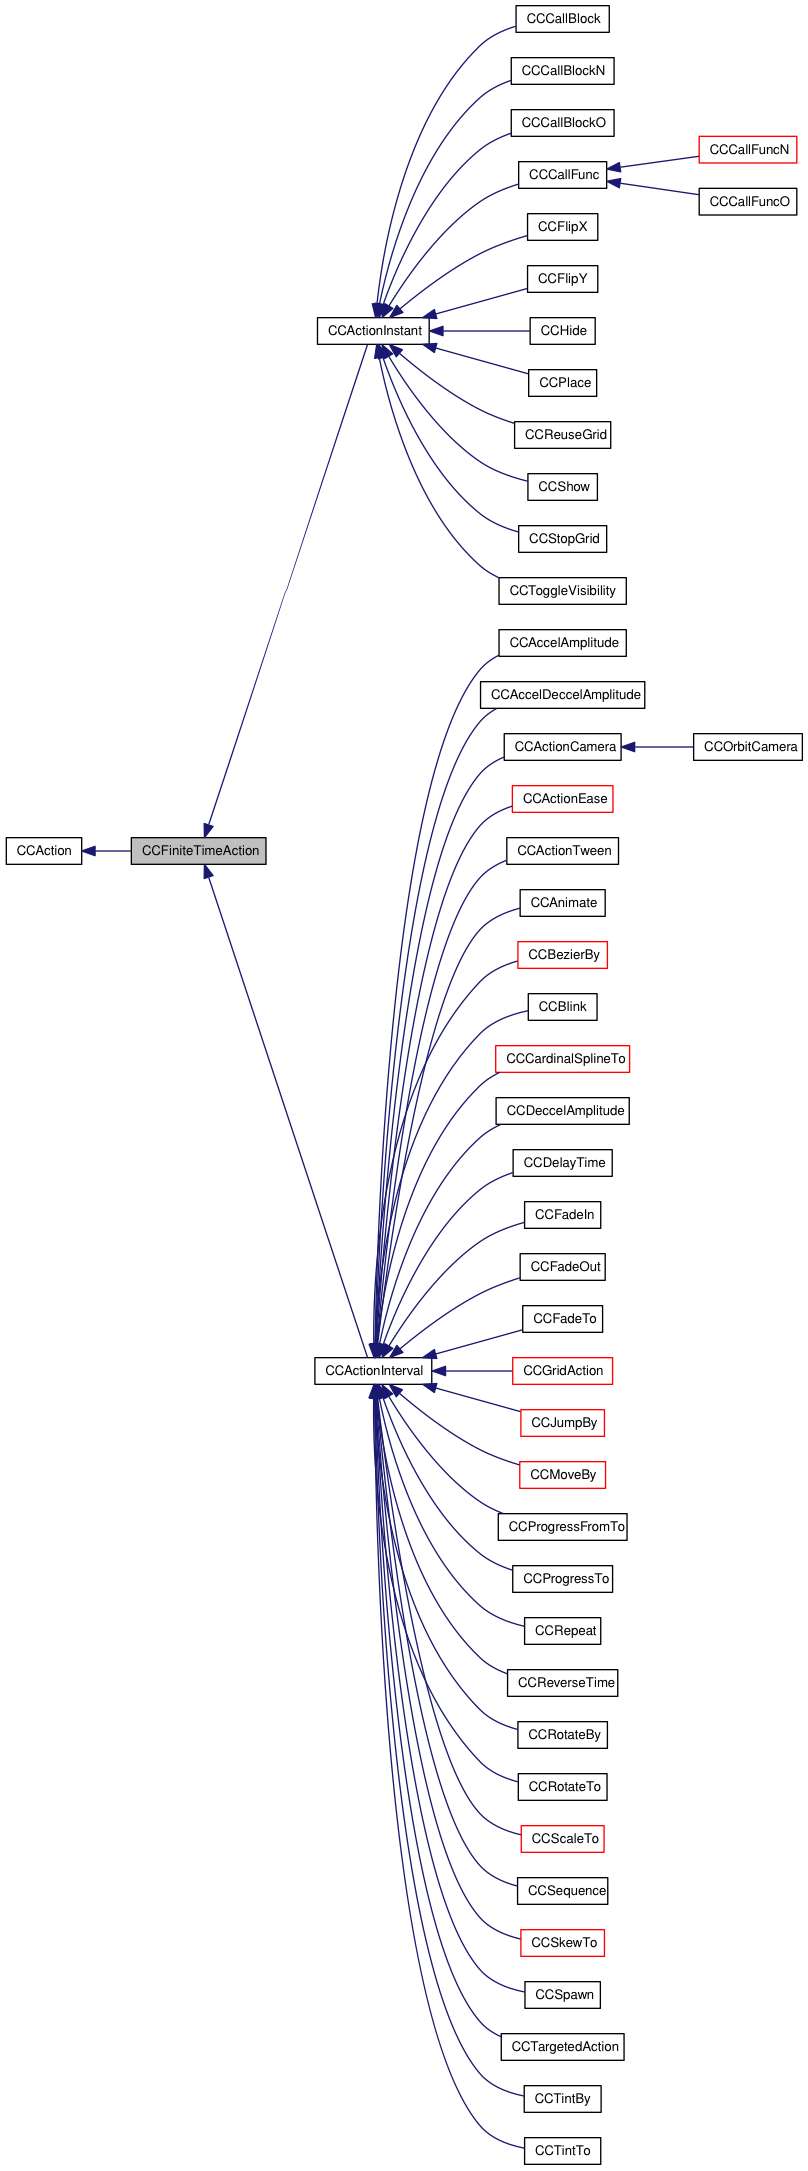 CCCallBlock
CCCallBlockN
CCCallBlockO
CCCallFuncN
CCCallFunc
CCCallFuncO
CCFlipX
CCFlipY
CCActionInstant
CCHide
CCPlace
CCReuseGrid
CCShow
CCStopGrid
CCToggleVisibility
CCAccelAmplitude
CCAccelDeccelAmplitude
CCActionCamera
CCOrbitCamera
CCActionEase
CCAction
CCFiniteTimeAction
CCActionTween
CCAnimate
CCBezierBy
CCBlink
CCCardinalSplineTo
CCDeccelAmplitude
CCDelayTime
CCFadeIn
CCFadeOut
CCFadeTo
CCActionInterval
CCGridAction
CCJumpBy
CCMoveBy
CCProgressFromTo
CCProgressTo
CCRepeat
CCReverseTime
CCRotateBy
CCRotateTo
CCScaleTo
CCSequence
CCSkewTo
CCSpawn
CCTargetedAction
CCTintBy
CCTintTo